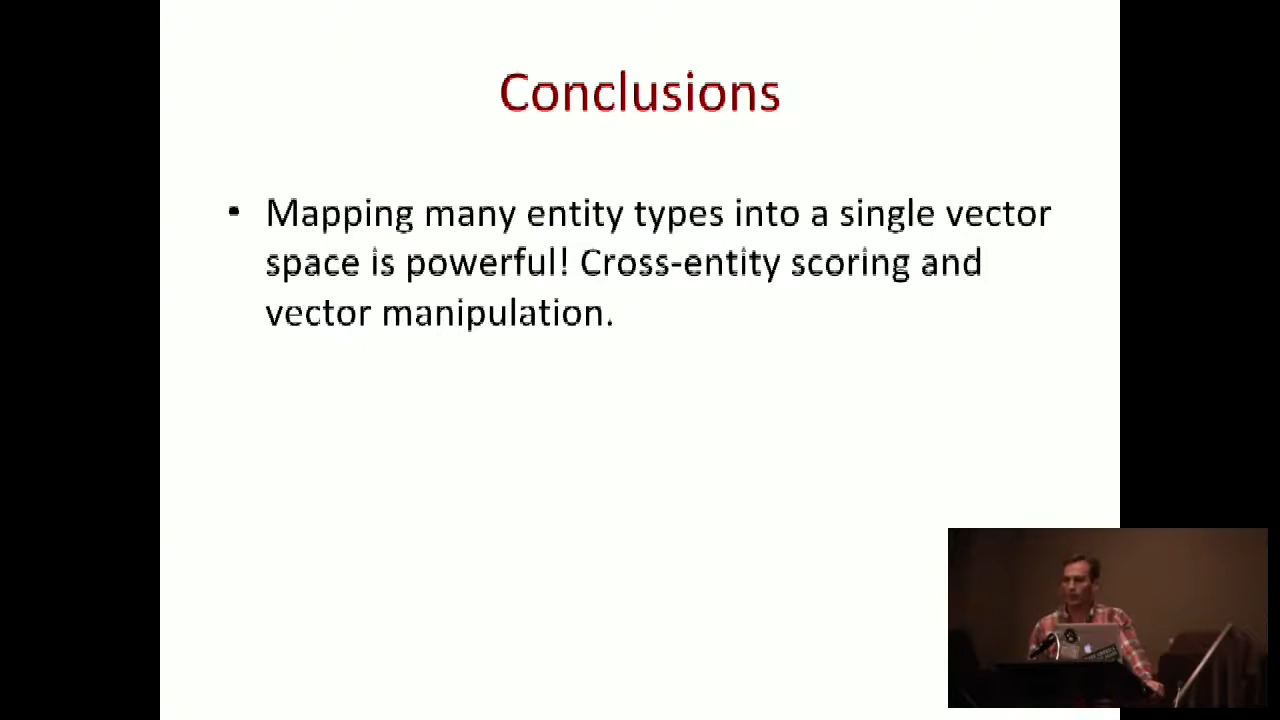 Conclusions
• Mapping many entity types into a single vector
space is powerful! Cross-entity scoring and
vector manipulation.